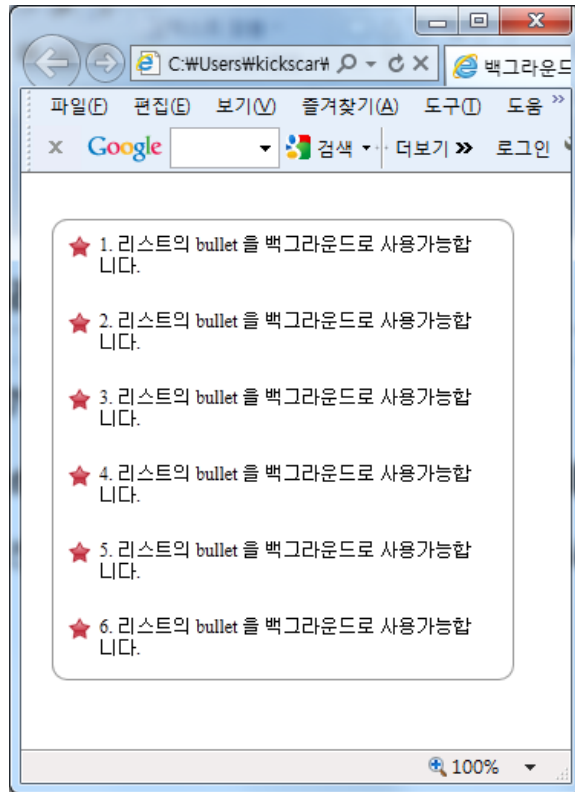 C:₩Users₩kickscar₩
백그라운드
파일(F) 편집(E) 보기(V) 즐겨찾기(A) 도구(T) 도움 »
x Google 검색 더보기 » 로그인
1. 리스트의 bullet 을 백그라운드로 사용가능합
니다.
2. 리스트의 bullet 을 백그라운드로 사용가능합
니다.
3. 리스트의 bullet 을 백그라운드로 사용가능합
니다.
4. 리스트의 bullet 을 백그라운드로 사용가능합
니다.
5. 리스트의 bullet 을 백그라운드로 사용가능합
니다.
6. 리스트의 bullet 을 백그라운드로 사용가능합
니다.
100%